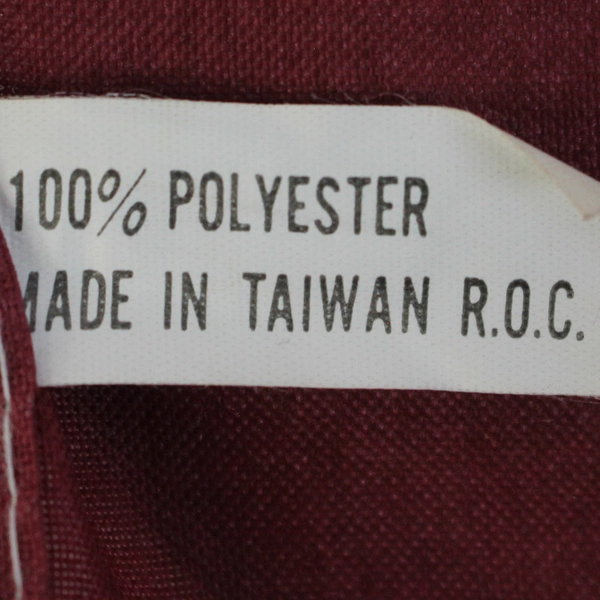 100% POLYESTER
MADE IN TAIWAN R.O.C.